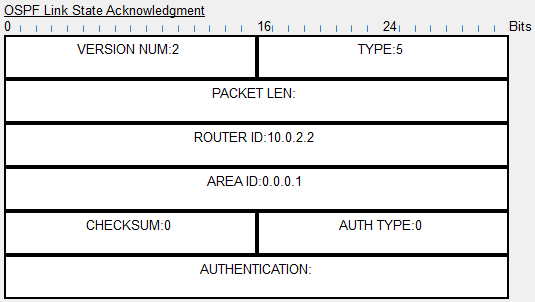 OSPF Link State Acknowledgment
0 16 24 Bits
VERSION NUM:2 TYPE:5
PACKET LEN:
ROUTER ID:10.0.2.2
AREA ID:0.0.0.1
CHECKSUM:0 AUTH TYPE:0
AUTHENTICATION: